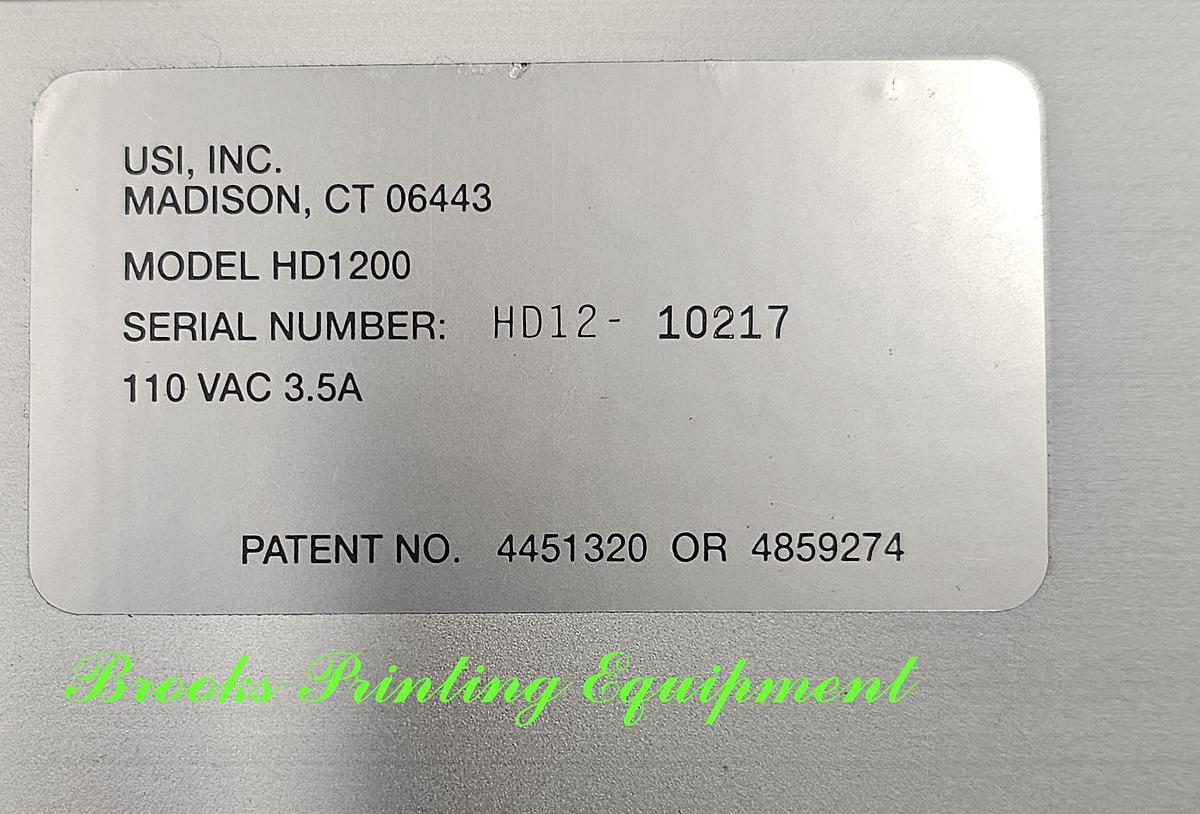 USI, INC.
MADISON, CT 06443
MODEL HD1200
SERIAL NUMBER: HD12- 10217
110 VAC 3.5A
PATENT NO. 4451320 OR 4859274
Brooks Printing Equipment